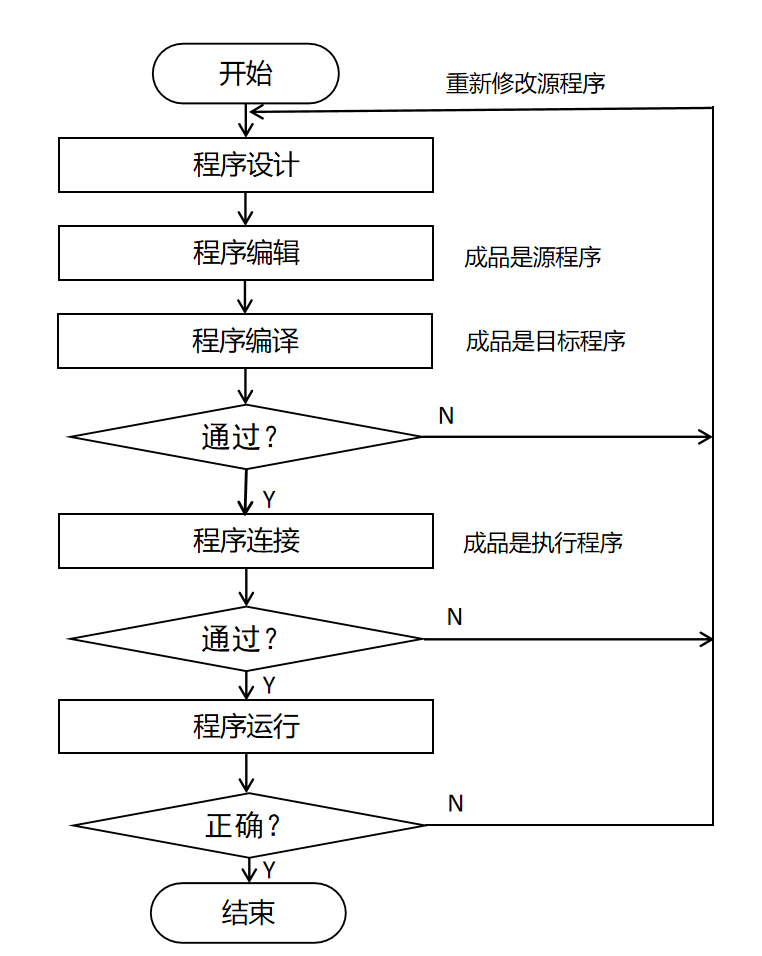 开始
重新修改源程序
程序设计
程序编辑
成品是源程序
程序编译
成品是目标程序
通过？
N
Y
程序连接
成品是执行程序
通过？
N
Y
程序运行
正确？
N
Y
结束